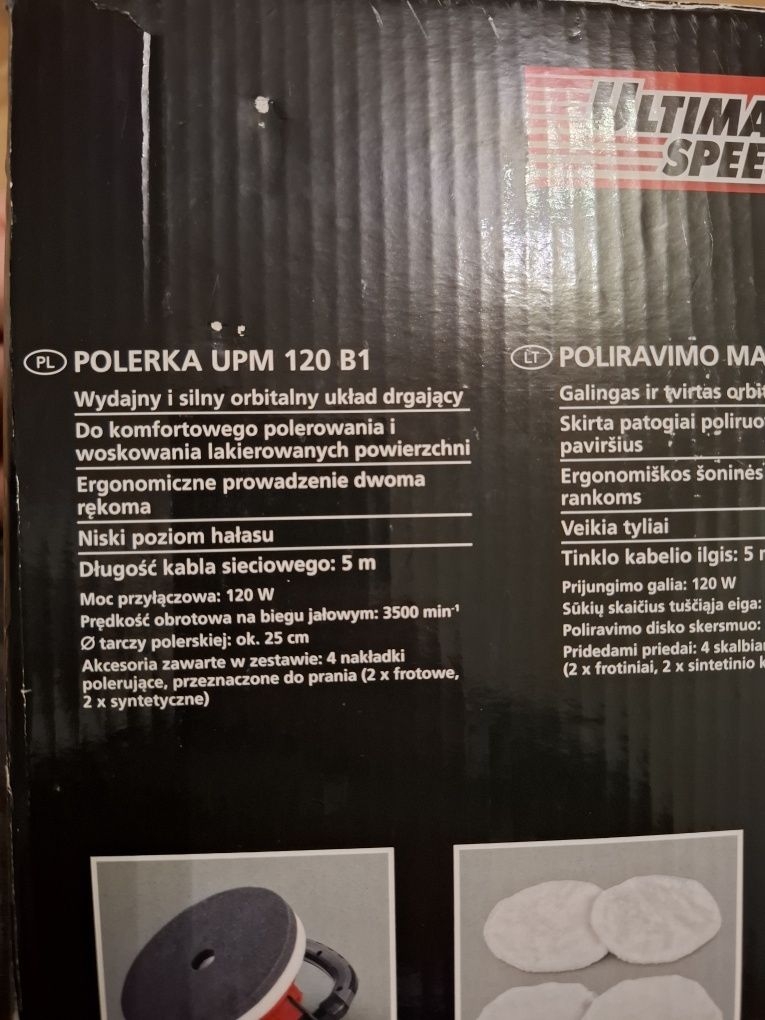 ULTIMA
SPEE
PL POLERKA UPM 120 B1
Wydajny i silny orbitalny układ drgający
Do komfortowego polerowania i
woskowania lakierowanych powierzchni
Ergonomiczne prowadzenie dwoma
rękoma
Niski poziom hałasu
Długość kabla sieciowego: 5 m
Moc przyłączowa: 120 W
Prędkość obrotowa na biegu jałowym: 3500 min⁻¹
Ø tarczy polerskiej: ok. 25 cm
Akcesoria zawarte w zestawie: 4 nakładki
polerujące, przeznaczone do prania (2 x frotowe,
2 x syntetyczne)
LT POLIRAVIMO MA
Galingas ir tvirtas orbit
Skirta patogiai poliruo
paviršius
Ergonomiškos šoninės
rankoms
Veikia tyliai
Tinklo kabelio ilgis: 5 m
Prijungimo galia: 120 W
Sūkių skaičius tuščiąja eiga:
Poliravimo disko skersmuo:
Pridedami priedai: 4 skalbia
(2 x frotiniai, 2 x sintetinio k